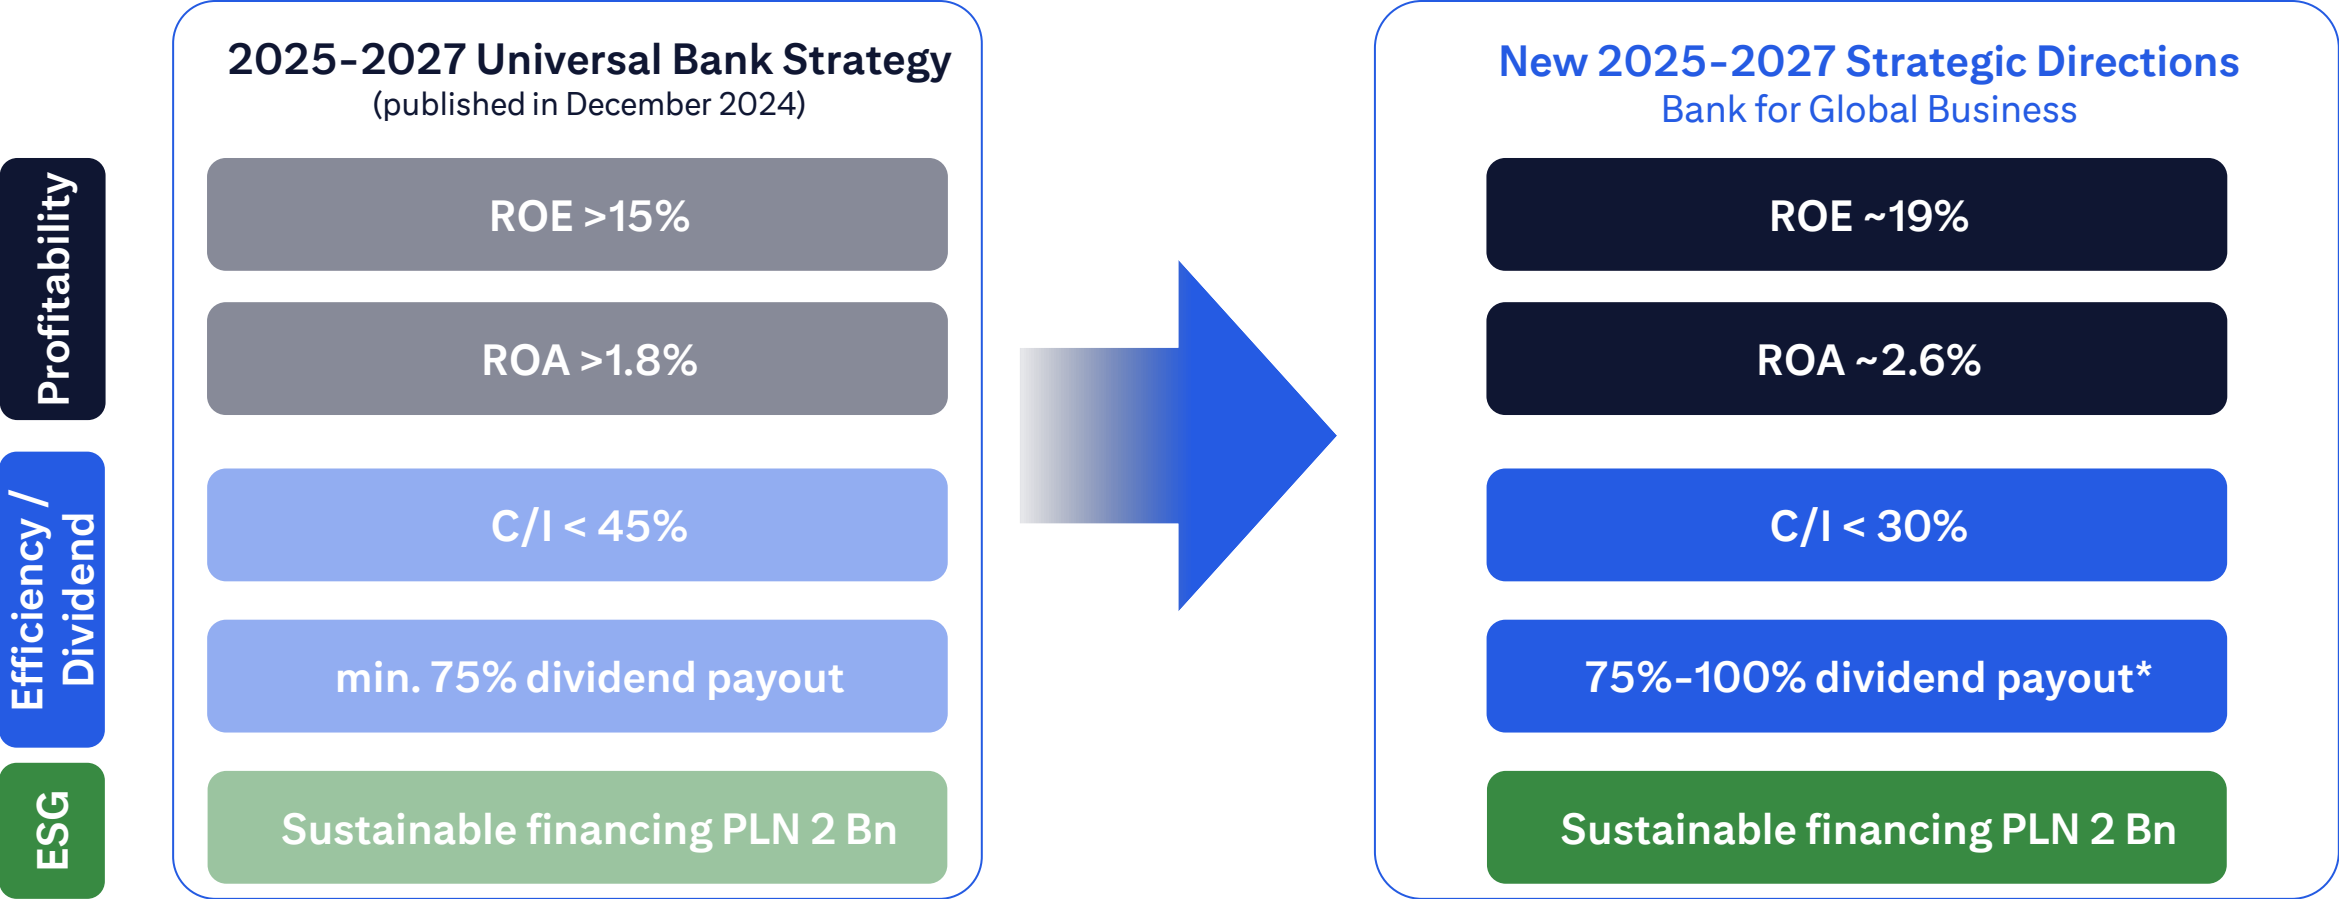 2025-2027 Universal Bank Strategy
(published in December 2024)
New 2025-2027 Strategic Directions
Bank for Global Business
Profitability
ROE >15%
ROE ~19%
ROA >1.8%
ROA ~2.6%
Efficiency /
Dividend
C/I < 45%
C/I < 30%
min. 75% dividend payout
75%-100% dividend payout*
ESG
Sustainable financing PLN 2 Bn
Sustainable financing PLN 2 Bn